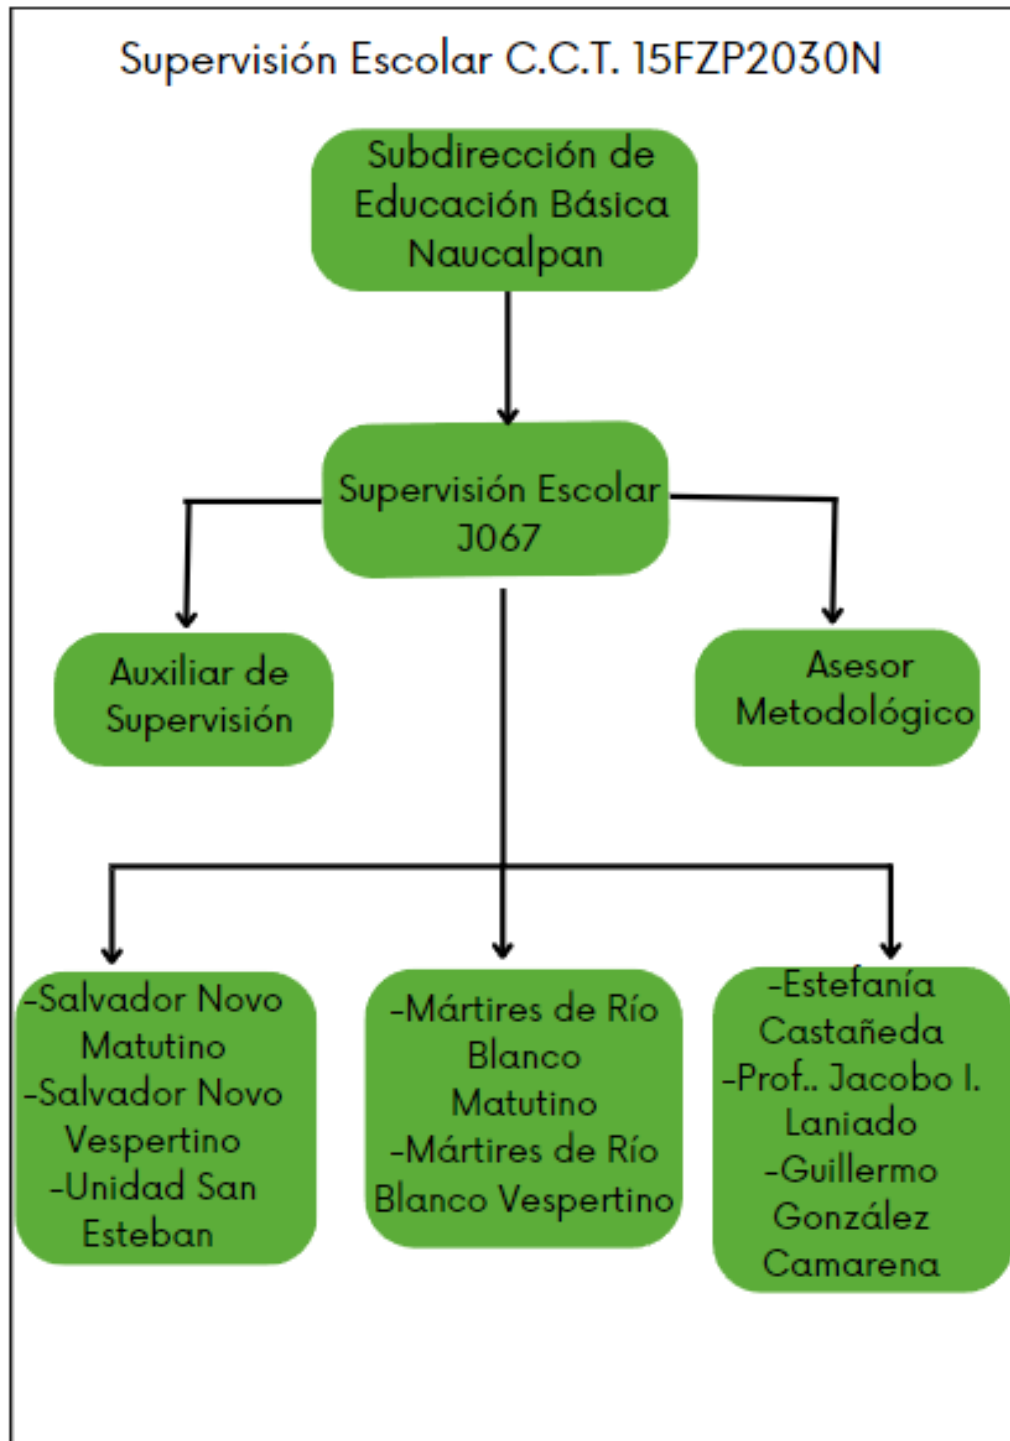 Supervisión Escolar C.C.T. 15FZP2030N
Subdirección de
Educación Básica
Naucalpan
Supervisión Escolar
J067
Auxiliar de
Supervisión
Asesor
Metodológico
-Salvador Novo
Matutino
-Salvador Novo
Vespertino
-Unidad San
Esteban
-Mártires de Río
Blanco
Matutino
-Mártires de Río
Blanco Vespertino
-Estefanía
Castañeda
-Prof.. Jacobo I.
Laniado
-Guillermo
González
Camarena